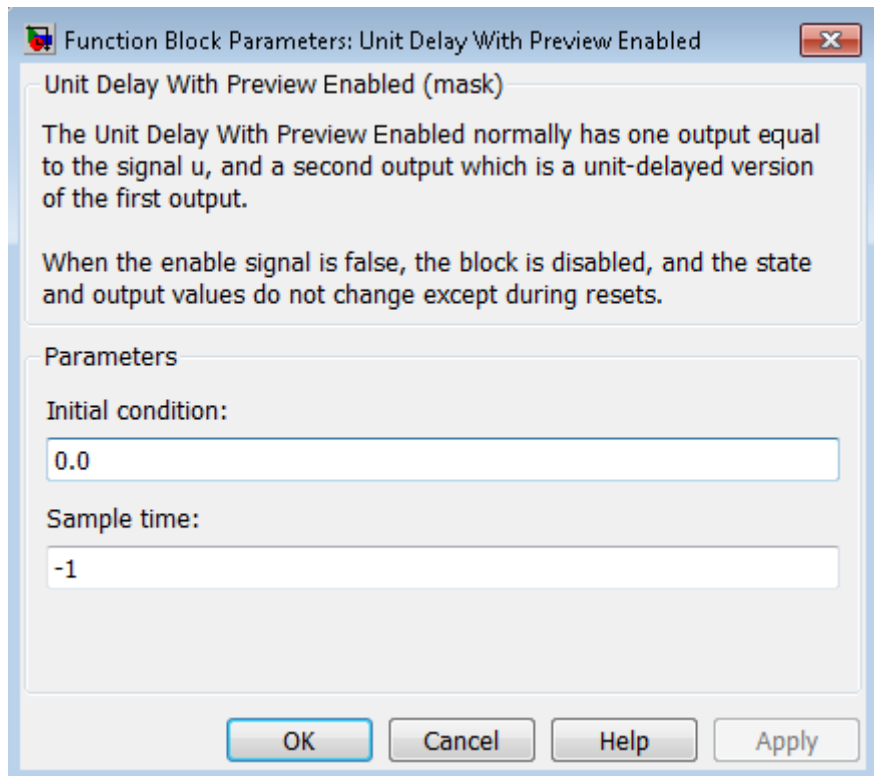 Function Block Parameters: Unit Delay With Preview Enabled
Unit Delay With Preview Enabled (mask)
The Unit Delay With Preview Enabled normally has one output equal
to the signal u, and a second output which is a unit-delayed version
of the first output.
When the enable signal is false, the block is disabled, and the state
and output values do not change except during resets.
Parameters
Initial condition:
0.0
Sample time:
-1
OK Cancel Help Apply